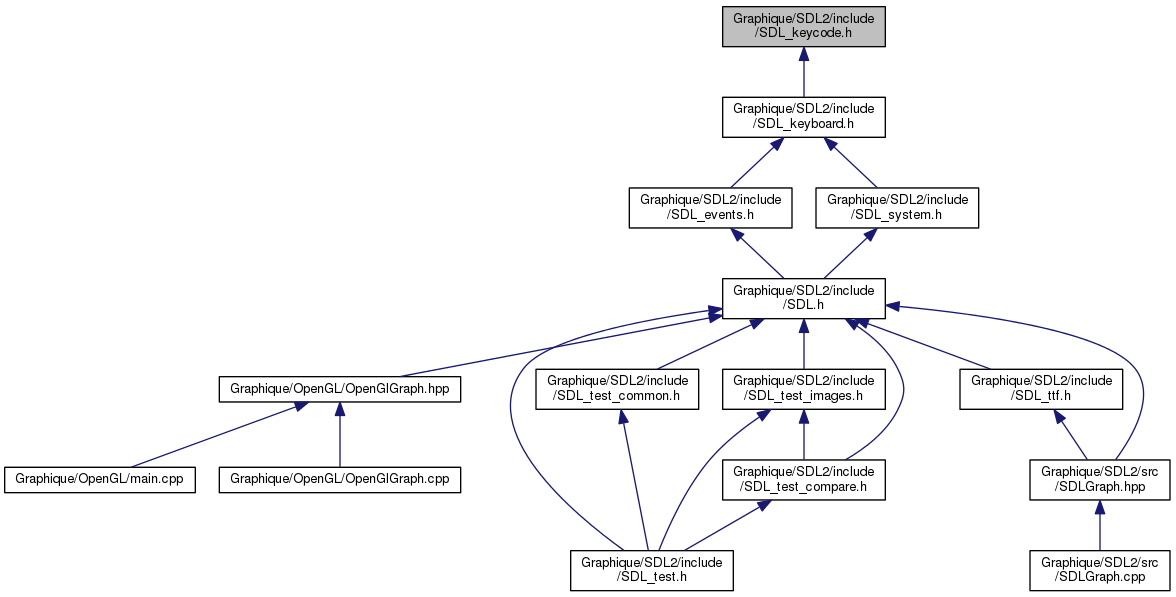 Graphique/SDL2/include
/SDL_keycode.h
Graphique/SDL2/include
/SDL_keyboard.h
Graphique/SDL2/include
/SDL_events.h
Graphique/SDL2/include
/SDL_system.h
Graphique/SDL2/include
/SDL.h
Graphique/OpenGL/OpenGlGraph.hpp
Graphique/SDL2/include
/SDL_test_common.h
Graphique/SDL2/include
/SDL_test_images.h
Graphique/SDL2/include
/SDL_ttf.h
Graphique/OpenGL/main.cpp
Graphique/OpenGL/OpenGlGraph.cpp
Graphique/SDL2/include
/SDL_test_compare.h
Graphique/SDL2/src
/SDLGraph.hpp
Graphique/SDL2/include
/SDL_test.h
Graphique/SDL2/src
/SDLGraph.cpp